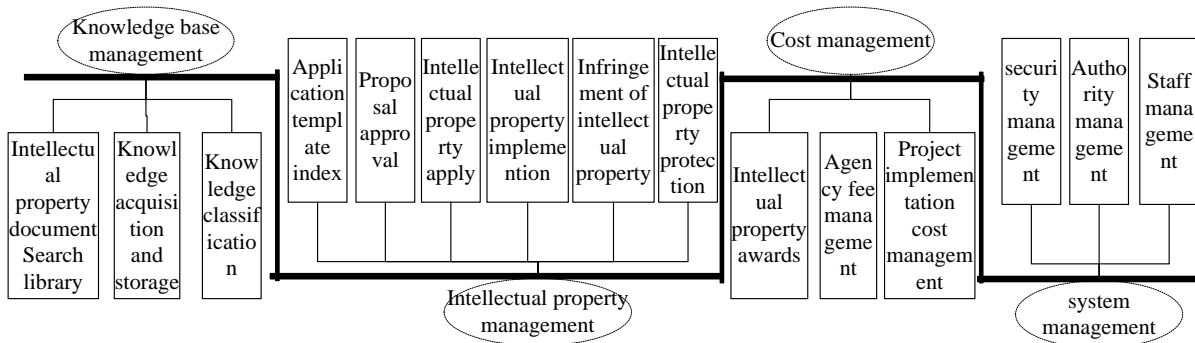 Knowledge base
management
Intellectu
al
property
document
Search
library
Knowl
edge
acquisi
tion
and
storage
Know
ledge
classif
icatio
n
Appli
cation
templ
ate
index
Propo
sal
appro
val
Intelle
ctual
prope
rty
apply
Intellect
ual
property
impleme
ntion
Infringe
ment of
intellect
ual
property
Intell
ectual
prope
rty
protec
tion
Intellectual property
management
Cost management
Intellect
ual
property
awards
Agen
cy fee
mana
geme
nt
Project
implemen
tation
cost
managem
ent
securi
ty
mana
geme
nt
Autho
rity
mana
geme
nt
Staff
mana
geme
nt
system
management